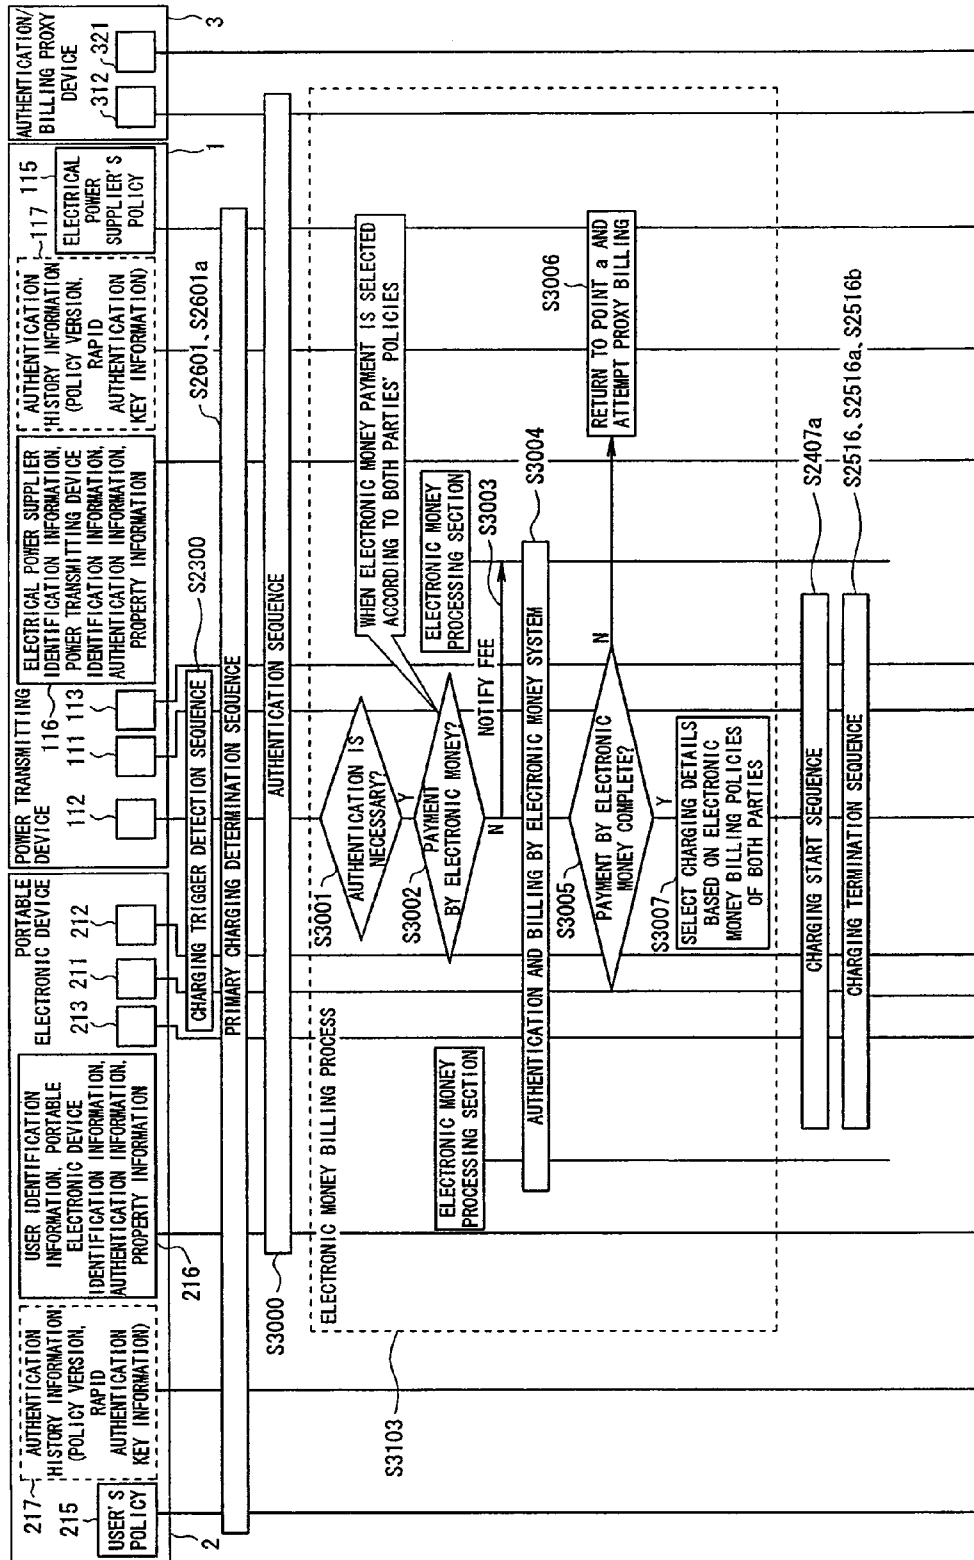 2
217
AUTHENTICATION
HISTORY INFORMATION
(POLICY VERSION,
RAPID
AUTHENTICATION
KEY INFORMATION)
215
USER'S
POLICY
USER IDENTIFICATION
INFORMATION, PORTABLE
ELECTRONIC DEVICE
IDENTIFICATION INFORMATION,
AUTHENTICATION INFORMATION,
PROPERTY INFORMATION
216
PORTABLE
ELECTRONIC DEVICE
213
211
212
POWER TRANSMITTING
DEVICE
112
111
113
116
ELECTRICAL POWER SUPPLIER
IDENTIFICATION INFORMATION,
POWER TRANSMITTING DEVICE
IDENTIFICATION INFORMATION,
AUTHENTICATION INFORMATION,
PROPERTY INFORMATION
AUTHENTICATION
HISTORY INFORMATION
(POLICY VERSION,
RAPID
AUTHENTICATION
KEY INFORMATION)
117
115
1
ELECTRICAL
POWER
SUPPLIER'S
POLICY
AUTHENTICATION/
BILLING PROXY
DEVICE
312
321
3
CHARGING TRIGGER DETECTION SEQUENCE
S2300
PRIMARY CHARGING DETERMINATION SEQUENCE
S2601、S2601a
S3000
AUTHENTICATION SEQUENCE
ELECTRONIC MONEY BILLING PROCESS
S3103
S3001
AUTHENTICATION IS
NECESSARY?
Y
WHEN ELECTRONIC MONEY PAYMENT IS SELECTED
ACCORDING TO BOTH PARTIES' POLICIES
S3002
PAYMENT
BY ELECTRONIC MONEY?
N
ELECTRONIC MONEY
PROCESSING SECTION
ELECTRONIC MONEY
PROCESSING SECTION
NOTIFY FEE
S3003
AUTHENTICATION AND BILLING BY ELECTRONIC MONEY SYSTEM
S3004
S3005
PAYMENT BY ELECTRONIC
MONEY COMPLETE?
N
RETURN TO POINT a AND
ATTEMPT PROXY BILLING
S3006
Y
S3007
SELECT CHARGING DETAILS
BASED ON ELECTRONIC
MONEY BILLING POLICIES
OF BOTH PARTIES
CHARGING START SEQUENCE
S2407a
CHARGING TERMINATION SEQUENCE
S2516、S2516a、S2516b